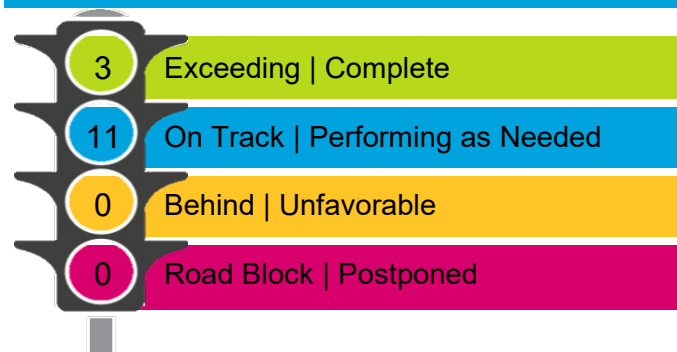 3 Exceeding | Complete
11 On Track | Performing as Needed
0 Behind | Unfavorable
0 Road Block | Postponed